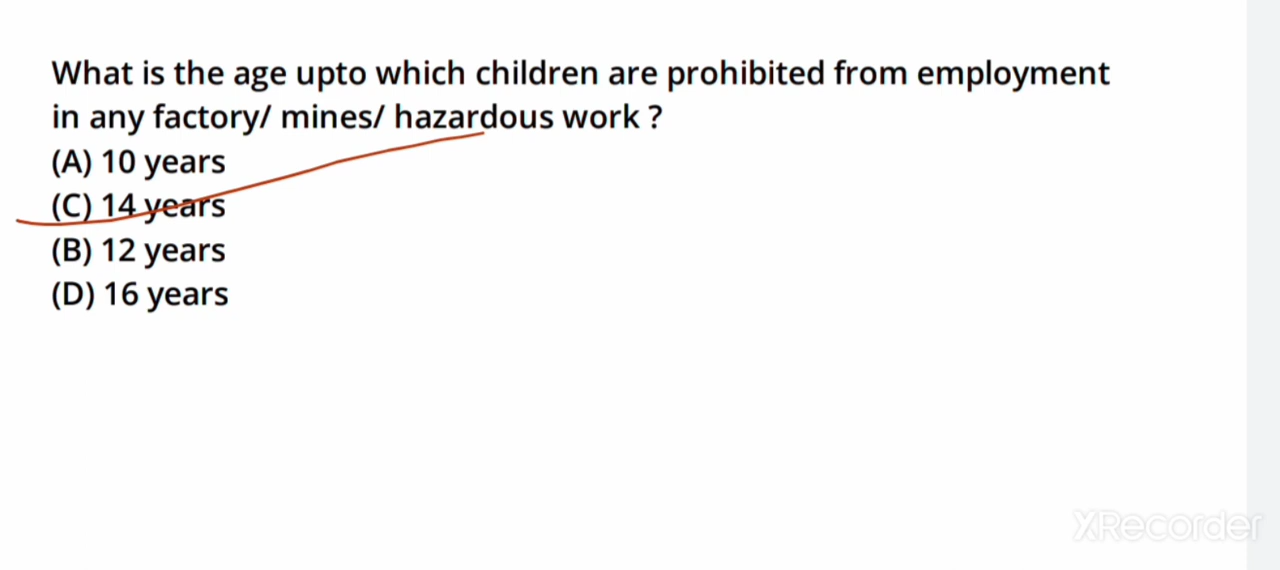 What is the age upto which children are prohibited from employment
in any factory/ mines/ hazardous work ?
(A) 10 years
(C) 14 years
(B) 12 years
(D) 16 years
XRecorder